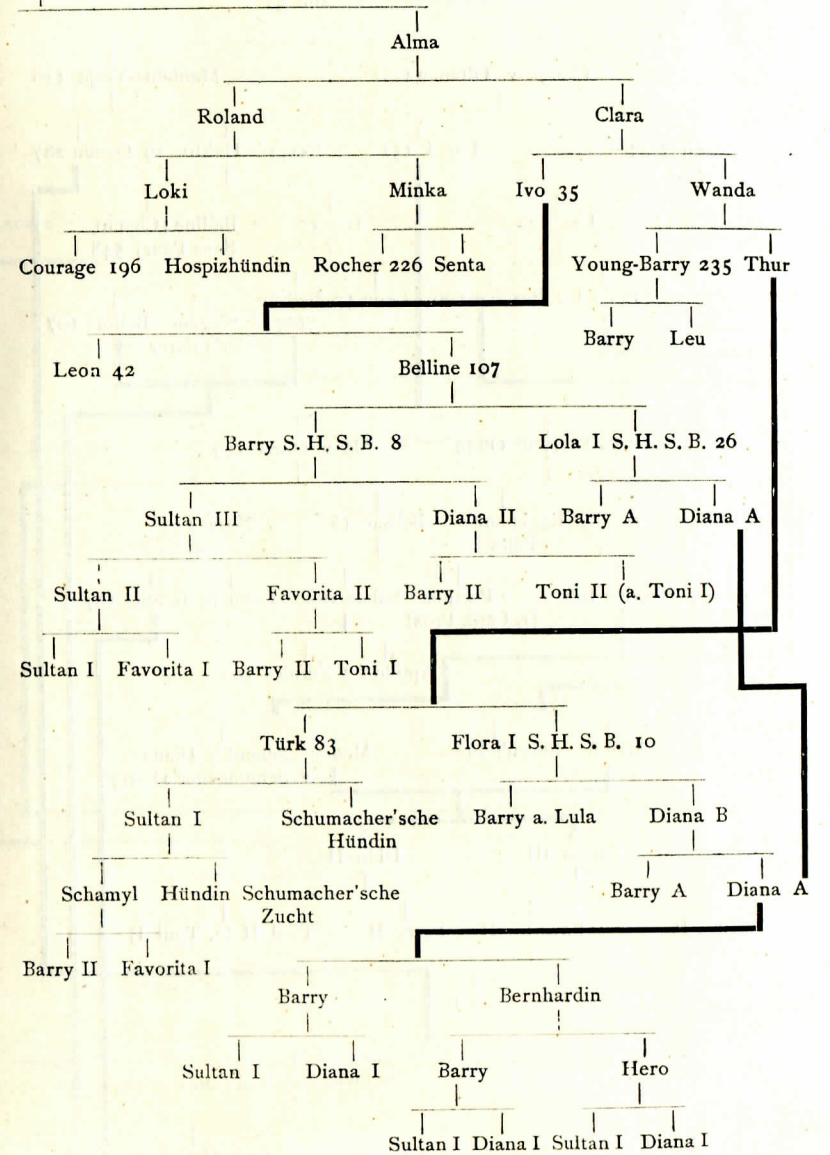 Alma
Roland Clara
Loki Minka Ivo 35 Wanda
Courage 196 Hospizhündin Rocher 226 Senta Young-Barry 235 Thur
Barry Leu
Leon 42 Belline 107
Barry S. H. S. B. 8 Lola I S. H. S. B. 26
Sultan III Diana II Barry A Diana A
Sultan II Favorita II Barry II Toni II (a. Toni I)
Sultan I Favorita I Barry II Toni I
Türk 83 Flora I S. H. S. B. 10
Sultan I Schumacher'sche Barry a. Lula Diana B
Hündin
Schamyl Hündin Schumacher'sche Barry A Diana A
Zucht
Barry II Favorita I
Barry Bernhardin
Sultan I Diana I Barry Hero
Sultan I Diana I Sultan I Diana I